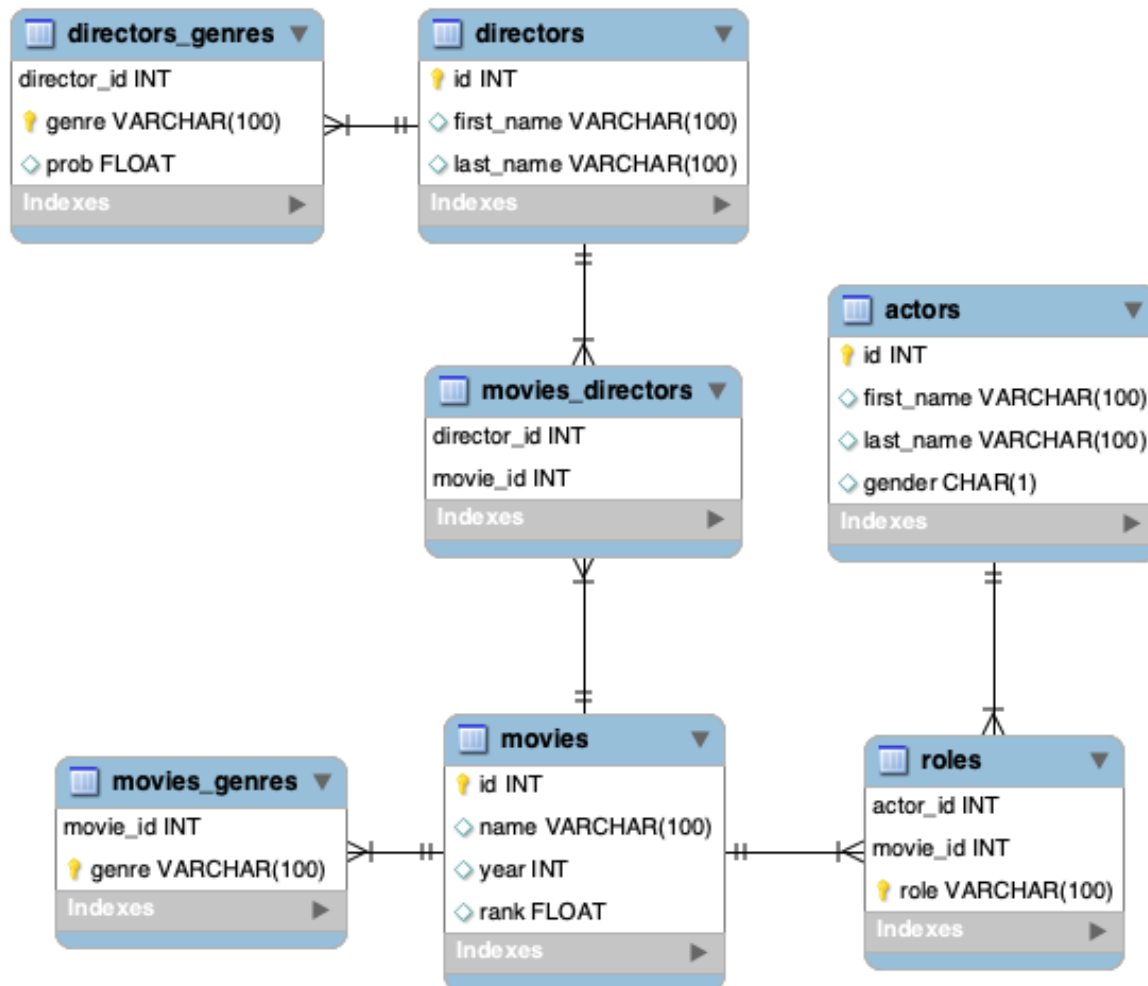 directors_genres
director_id INT
genre VARCHAR(100)
prob FLOAT
Indexes
directors
id INT
first_name VARCHAR(100)
last_name VARCHAR(100)
Indexes
actors
id INT
first_name VARCHAR(100)
last_name VARCHAR(100)
gender CHAR(1)
Indexes
movies_directors
director_id INT
movie_id INT
Indexes
movies_genres
movie_id INT
genre VARCHAR(100)
Indexes
movies
id INT
name VARCHAR(100)
year INT
rank FLOAT
Indexes
roles
actor_id INT
movie_id INT
role VARCHAR(100)
Indexes